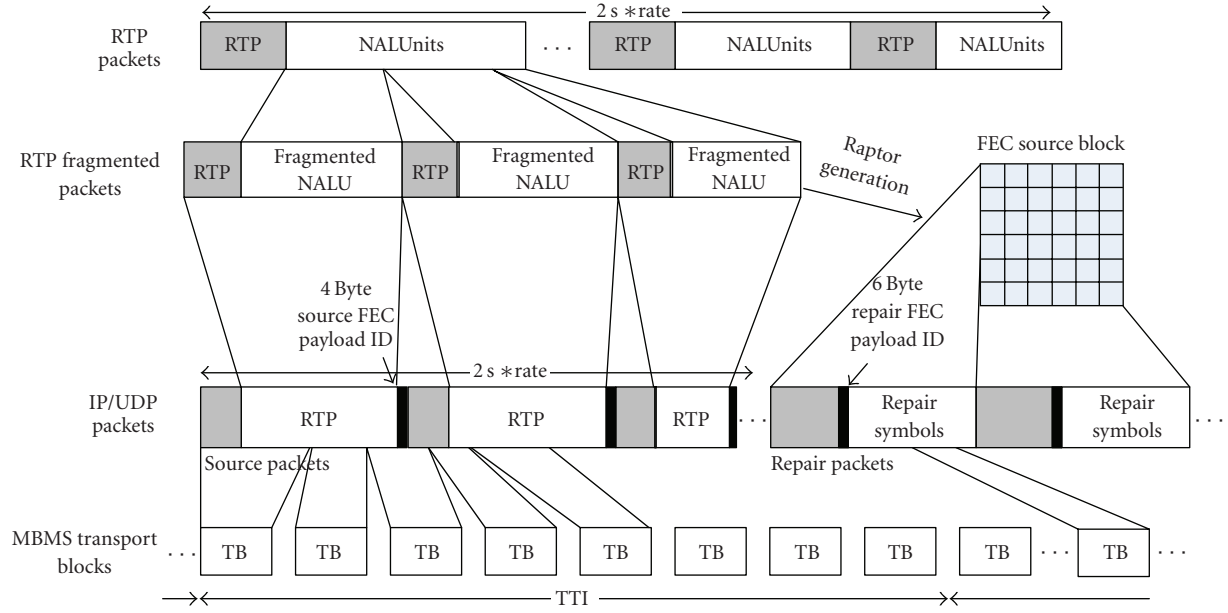 2 s ∗rate
RTP
packets
RTP
NALUnits
· · ·
RTP
NALUnits
RTP
NALUnits
RTP fragmented
packets
RTP
Fragmented
NALU
RTP
Fragmented
NALU
RTP
Fragmented
NALU
Raptor
generation
FEC source block
4 Byte
source FEC
payload ID
6 Byte
repair FEC
payload ID
2 s ∗rate
IP/UDP
packets
RTP
RTP
RTP
· · ·
Repair
symbols
Repair
symbols
· · ·
Source packets
Repair packets
MBMS transport
blocks
· · ·
TB
TB
TB
TB
TB
TB
TB
TB
TB
· · ·
TB
· · ·
TTI